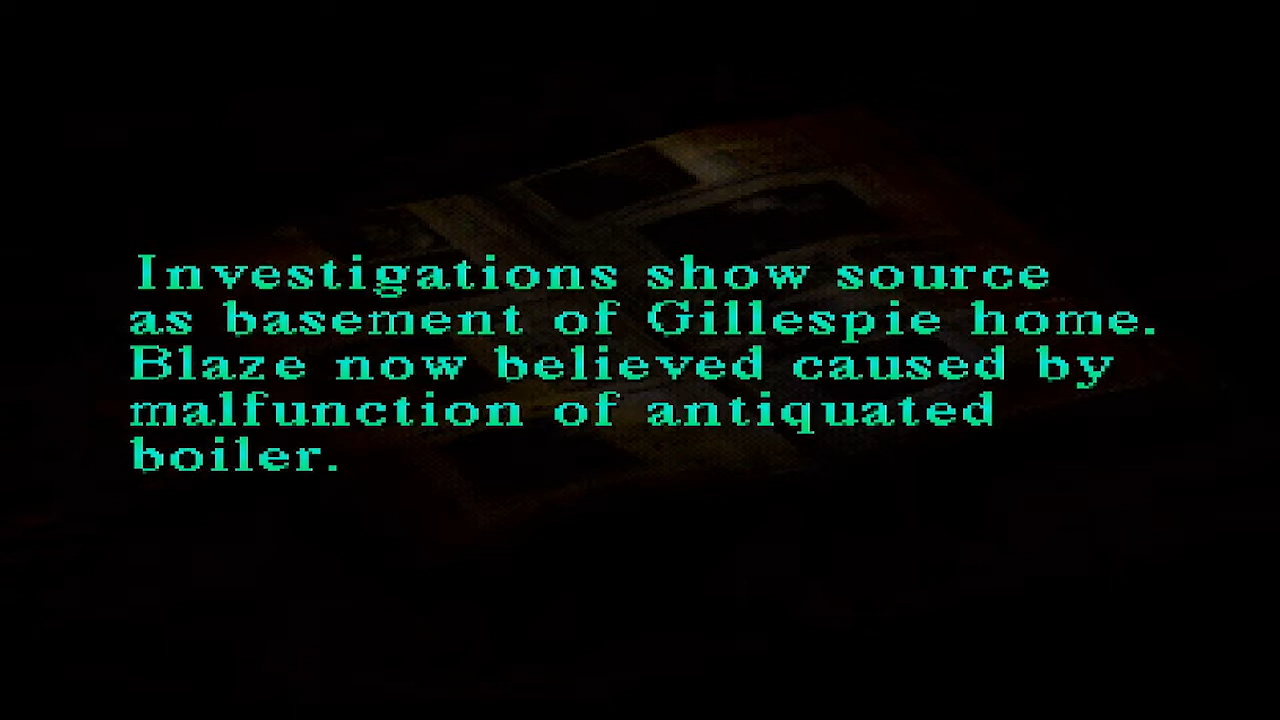 Investigations show source
as basement of Gillespie home.
Blaze now believed caused by
malfunction of antiquated
boiler.